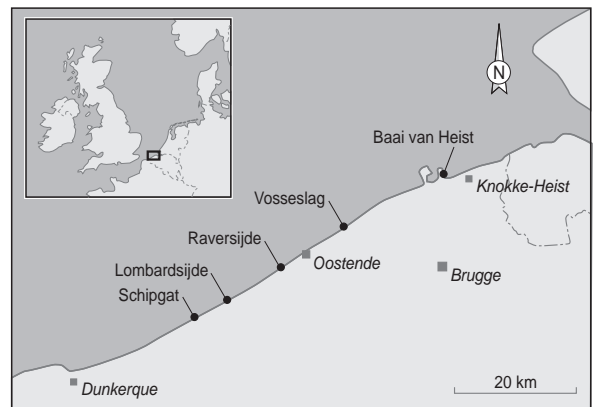 N
Baai van Heist
Knokke-Heist
Vosseslag
Raversijde
Oostende
Brugge
Lombardsijde
Schipgat
Dunkerque
20 km